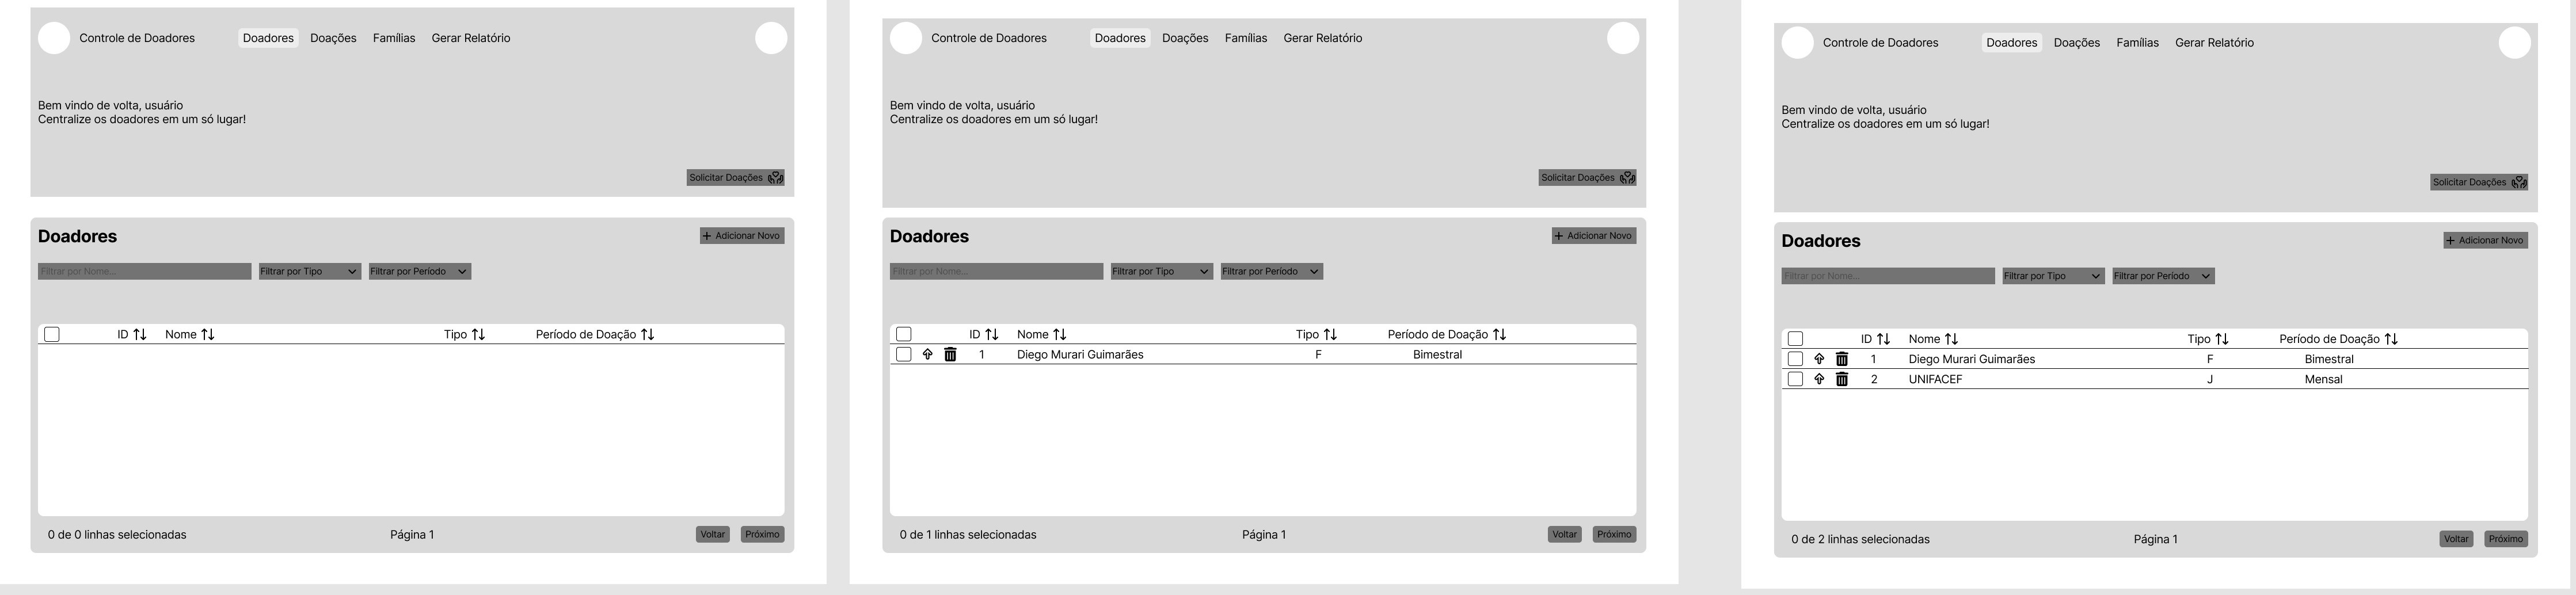 Controle de Doadores Doadores Doações Famílias Gerar Relatório
Bem vindo de volta, usuário
Centralize os doadores em um só lugar!
Solicitar Doações
Doadores
+ Adicionar Novo
Filtrar por Nome... Filtrar por Tipo Filtrar por Período
ID Nome Tipo Período de Doação
0 de 0 linhas selecionadas Página 1 Voltar Próximo
Controle de Doadores Doadores Doações Famílias Gerar Relatório
Bem vindo de volta, usuário
Centralize os doadores em um só lugar!
Solicitar Doações
Doadores
+ Adicionar Novo
Filtrar por Nome... Filtrar por Tipo Filtrar por Período
ID Nome Tipo Período de Doação
1 Diego Murari Guimarães F Bimestral
0 de 1 linhas selecionadas Página 1 Voltar Próximo
Controle de Doadores Doadores Doações Famílias Gerar Relatório
Bem vindo de volta, usuário
Centralize os doadores em um só lugar!
Solicitar Doações
Doadores
+ Adicionar Novo
Filtrar por Nome... Filtrar por Tipo Filtrar por Período
ID Nome Tipo Período de Doação
1 Diego Murari Guimarães F Bimestral
2 UNIFACEF J Mensal
0 de 2 linhas selecionadas Página 1 Voltar Próximo